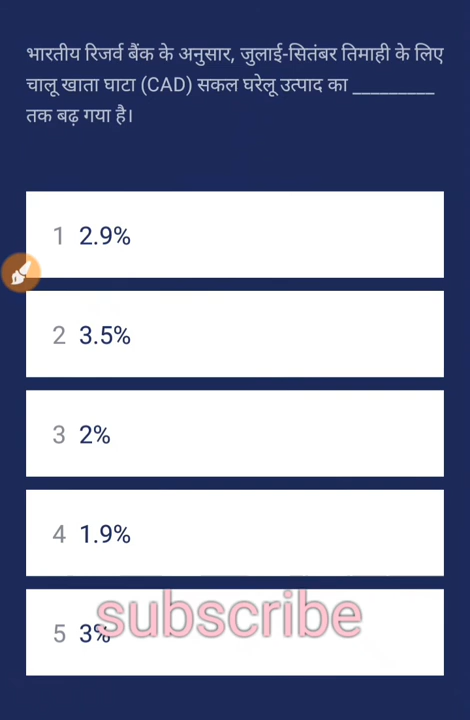 भारतीय रिजर्व बैंक के अनुसार, जुलाई-सितंबर तिमाही के लिए
चालू खाता घाटा (CAD) सकल घरेलू उत्पाद का _________
तक बढ़ गया है।
1 2.9%
2 3.5%
3 2%
4 1.9%
5 3%
subscribe